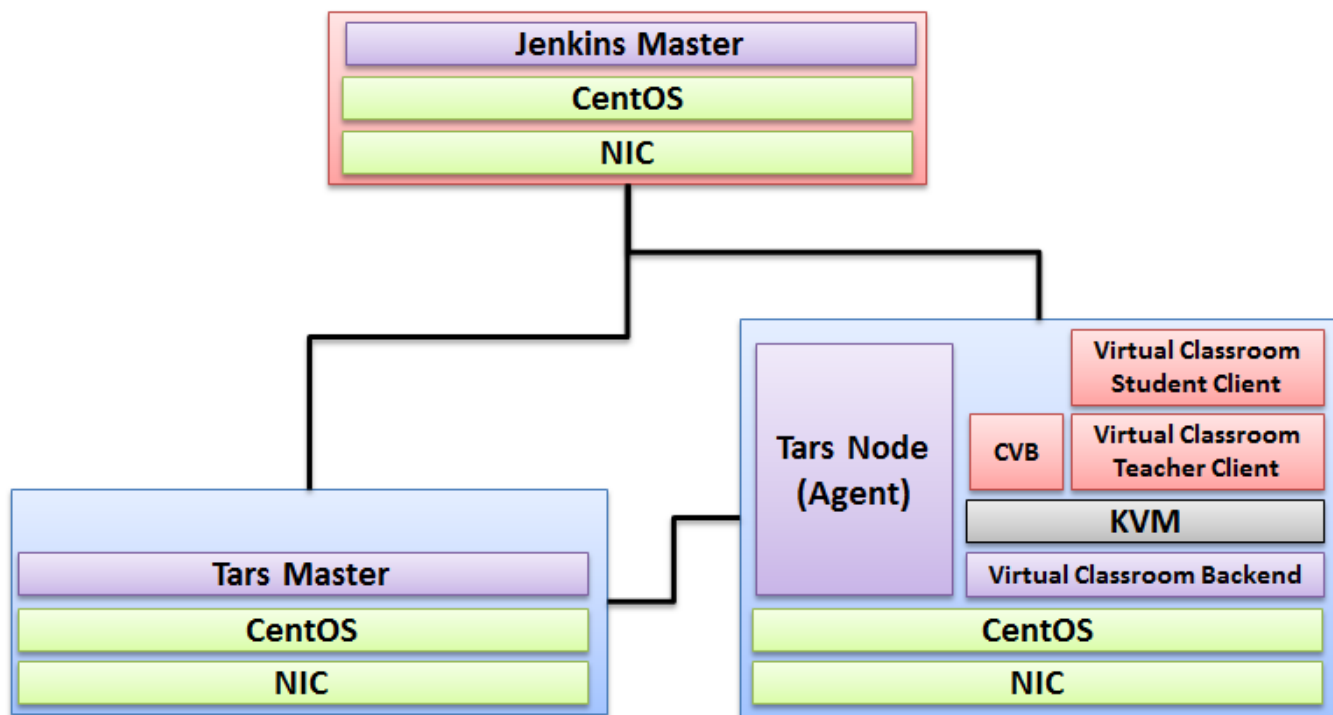 Jenkins Master
CentOS
NIC
Tars Master
CentOS
NIC
Tars Node
(Agent)
Virtual Classroom
Student Client
CVB
Virtual Classroom
Teacher Client
KVM
Virtual Classroom Backend
CentOS
NIC